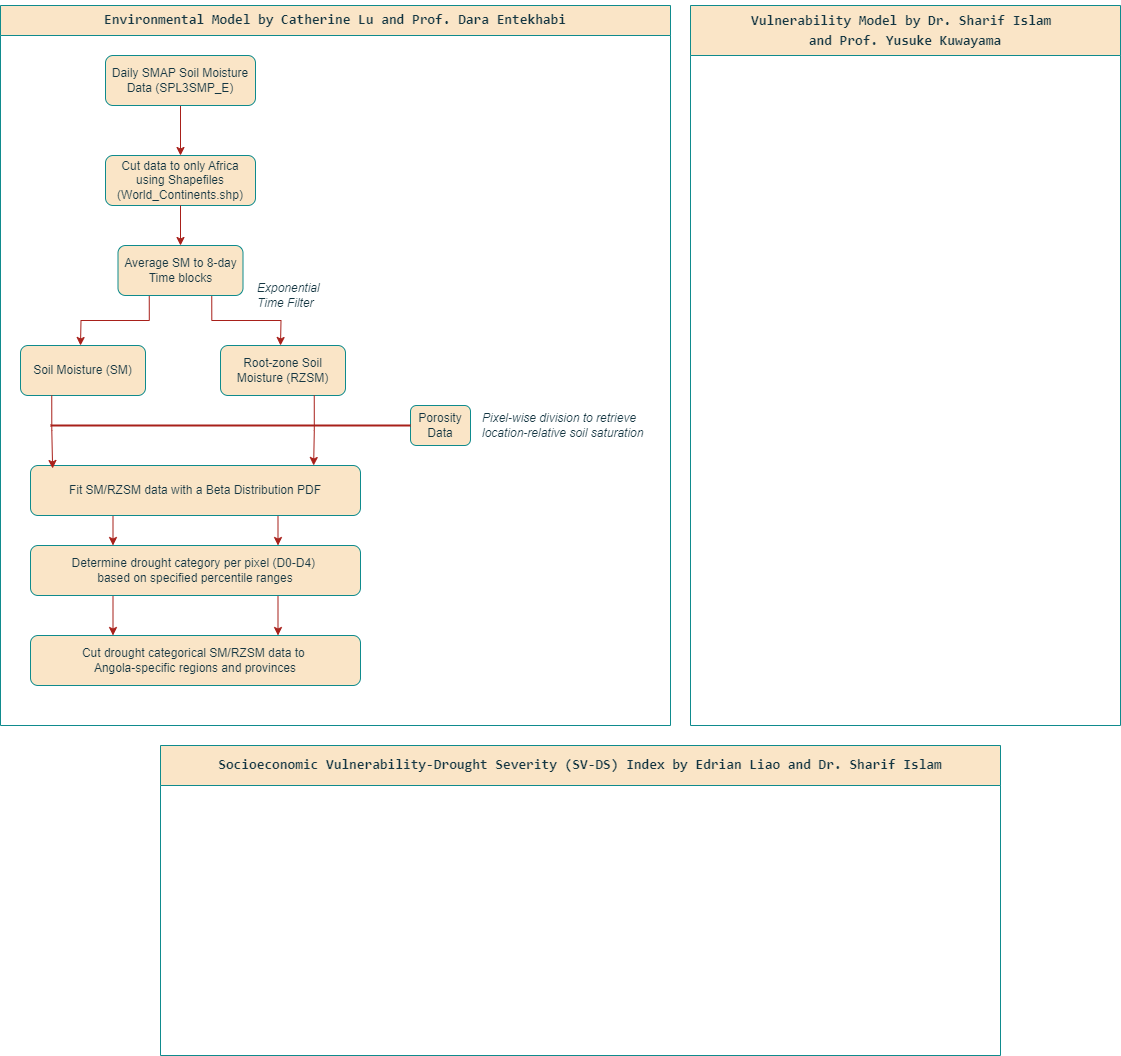 Environmental Model by Catherine Lu and Prof. Dara Entekhabi
Daily SMAP Soil Moisture
Data (SPL3SMP_E)
Cut data to only Africa
using Shapefiles
(World_Continents.shp)
Average SM to 8-day
Time blocks
Exponential
Time Filter
Soil Moisture (SM)
Root-zone Soil
Moisture (RZSM)
Porosity
Data
Pixel-wise division to retrieve
location-relative soil saturation
Fit SM/RZSM data with a Beta Distribution PDF
Determine drought category per pixel (D0-D4)
based on specified percentile ranges
Cut drought categorical SM/RZSM data to
Angola-specific regions and provinces
Vulnerability Model by Dr. Sharif Islam
and Prof. Yusuke Kuwayama
Socioeconomic Vulnerability-Drought Severity (SV-DS) Index by Edrian Liao and Dr. Sharif Islam